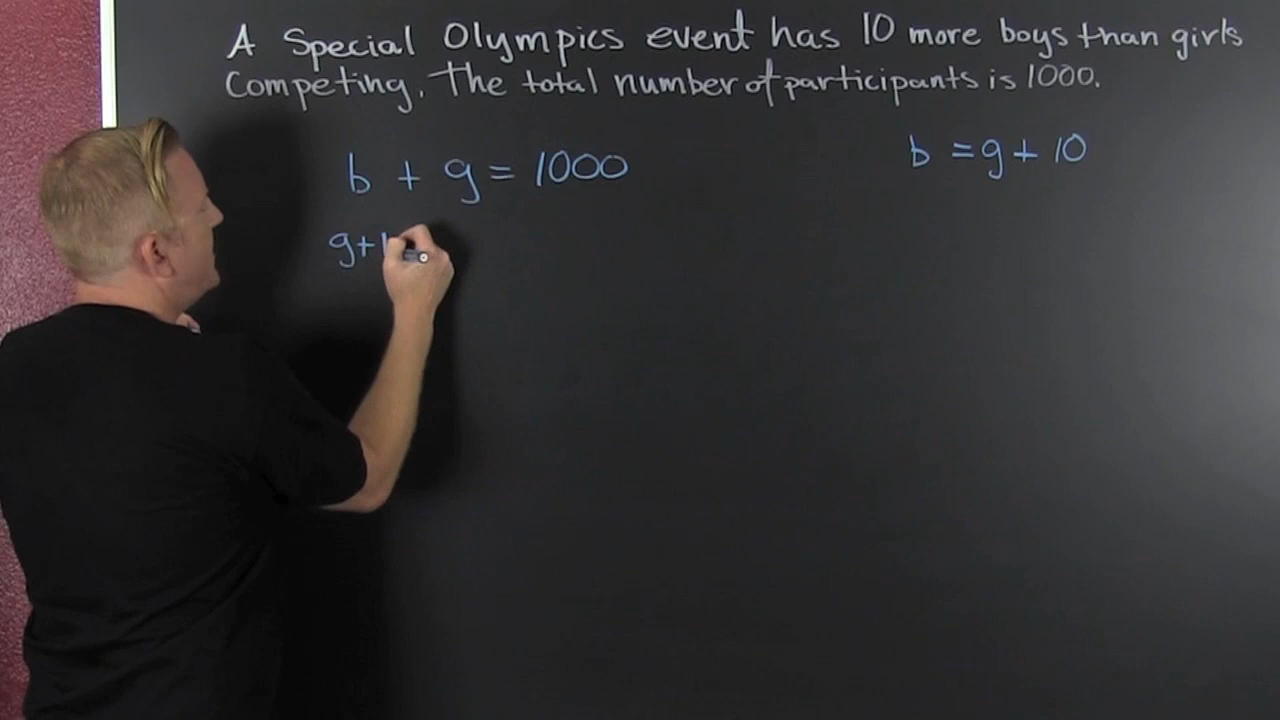 A Special Olympics event has 10 more boys than girls
Competing. The total number of participants is 1000.
b + g = 1000
b = g + 10
g+